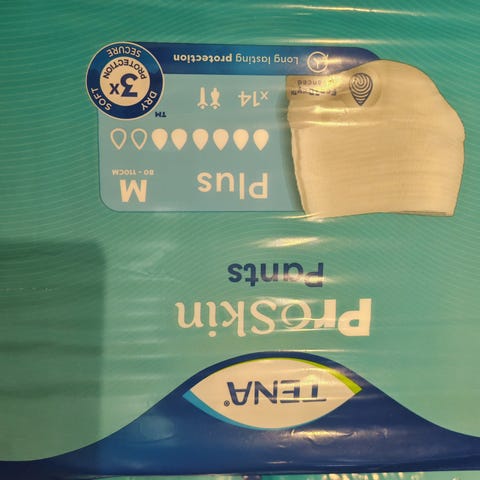 TENA®
ProSkin
Pants
Plus
M
80 - 110CM
™
x14
Long lasting protection
DRY
SOFT
SECURE
3x
PROTECTION